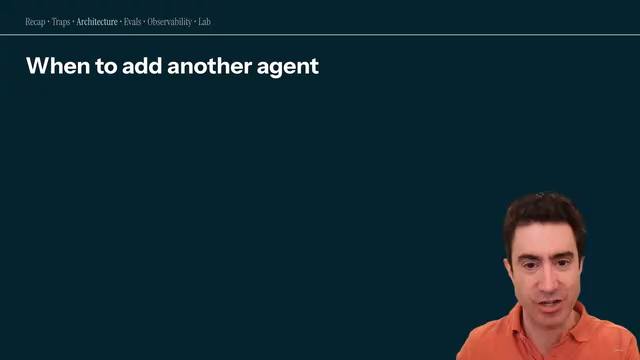 Recap • Traps • Architecture • Evals • Observability • Lab
When to add another agent